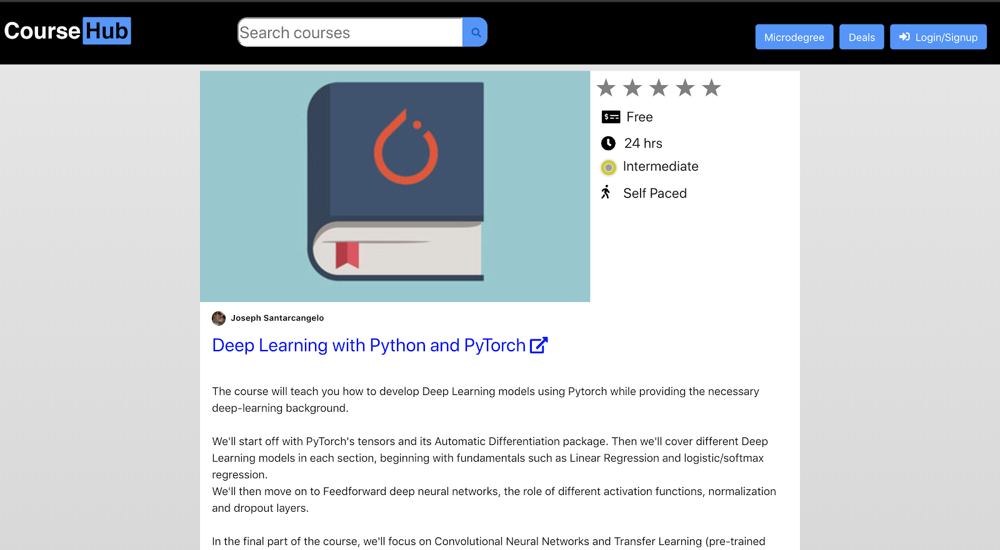 Course Hub
Search courses
Microdegree
Deals
Login/Signup
Free
24 hrs
Intermediate
Self Paced
Joseph Santarcangelo
Deep Learning with Python and PyTorch
The course will teach you how to develop Deep Learning models using Pytorch while providing the necessary
deep-learning background.
We'll start off with PyTorch's tensors and its Automatic Differentiation package. Then we'll cover different Deep
Learning models in each section, beginning with fundamentals such as Linear Regression and logistic/softmax
regression.
We'll then move on to Feedforward deep neural networks, the role of different activation functions, normalization
and dropout layers.
In the final part of the course, we'll focus on Convolutional Neural Networks and Transfer Learning (pre-trained